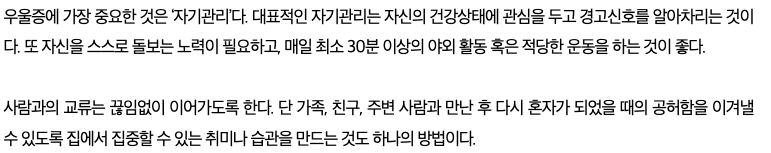 우울증에 가장 중요한 것은 ‘자기관리’다. 대표적인 자기관리는 자신의 건강상태에 관심을 두고 경고신호를 알아차리는 것이
다. 또 자신을 스스로 돌보는 노력이 필요하고, 매일 최소 30분 이상의 야외 활동 혹은 적당한 운동을 하는 것이 좋다.
사람과의 교류는 끊임없이 이어가도록 한다. 단 가족, 친구, 주변 사람과 만난 후 다시 혼자가 되었을 때의 공허함을 이겨낼
수 있도록 집에서 집중할 수 있는 취미나 습관을 만드는 것도 하나의 방법이다.